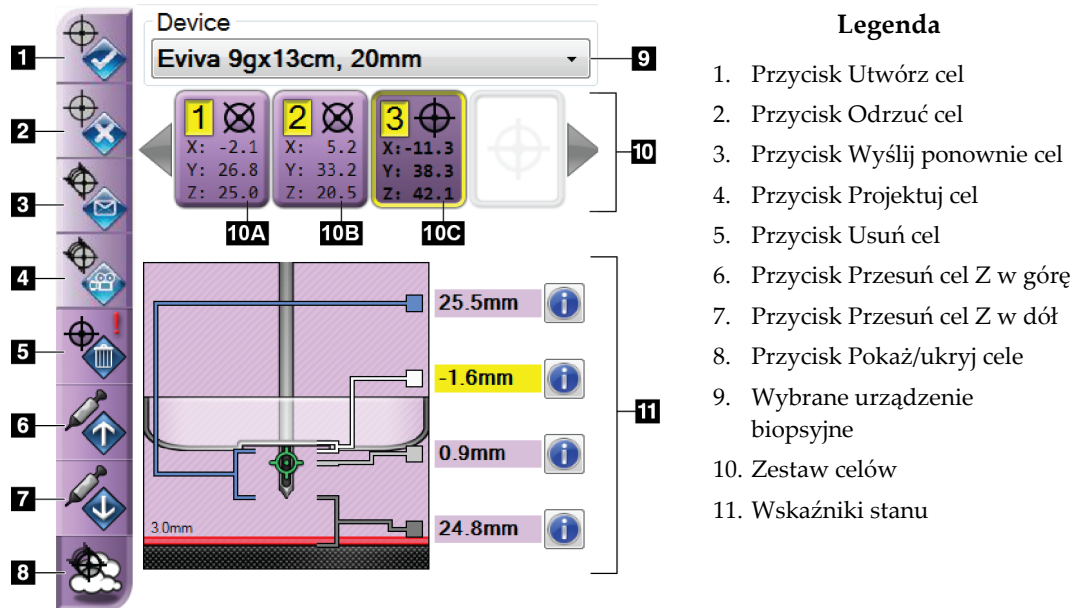 Device
1
Eviva 9gx13cm, 20mm
9
2
1
X: -2.1
Y: 26.8
Z: 25.0
2
X: 5.2
Y: 33.2
Z: 20.5
3
X:-11.3
Y: 38.3
Z: 42.1
10
3
10A
10B
10C
4
25.5mm
5
!
-1.6mm
6
11
0.9mm
7
3.0mm
24.8mm
8
Legenda
1. Przycisk Utwórz cel
2. Przycisk Odrzuć cel
3. Przycisk Wyślij ponownie cel
4. Przycisk Projektuj cel
5. Przycisk Usuń cel
6. Przycisk Przesuń cel Z w górę
7. Przycisk Przesuń cel Z w dół
8. Przycisk Pokaż/ukryj cele
9. Wybrane urządzenie
biopsyjne
10. Zestaw celów
11. Wskaźniki stanu